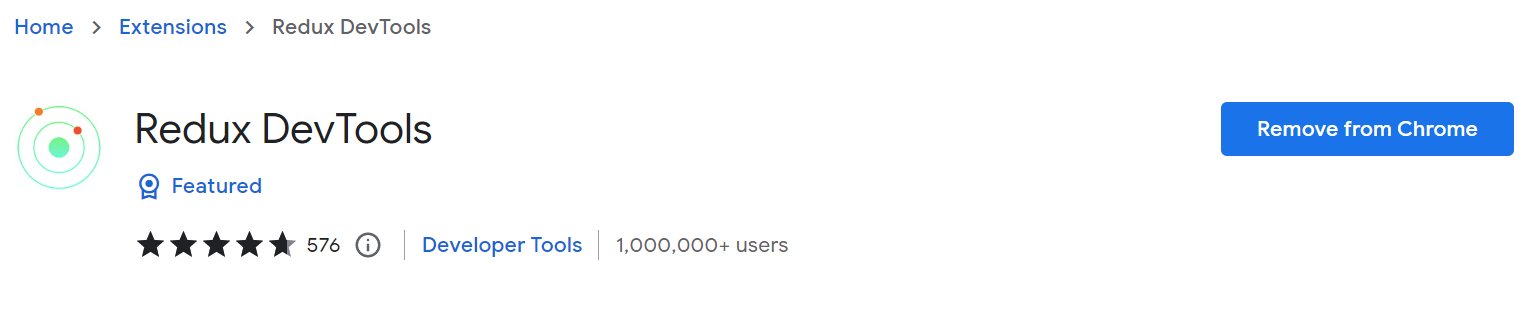 Home > Extensions > Redux DevTools
Redux DevTools
Remove from Chrome
Featured
576 | Developer Tools | 1,000,000+ users